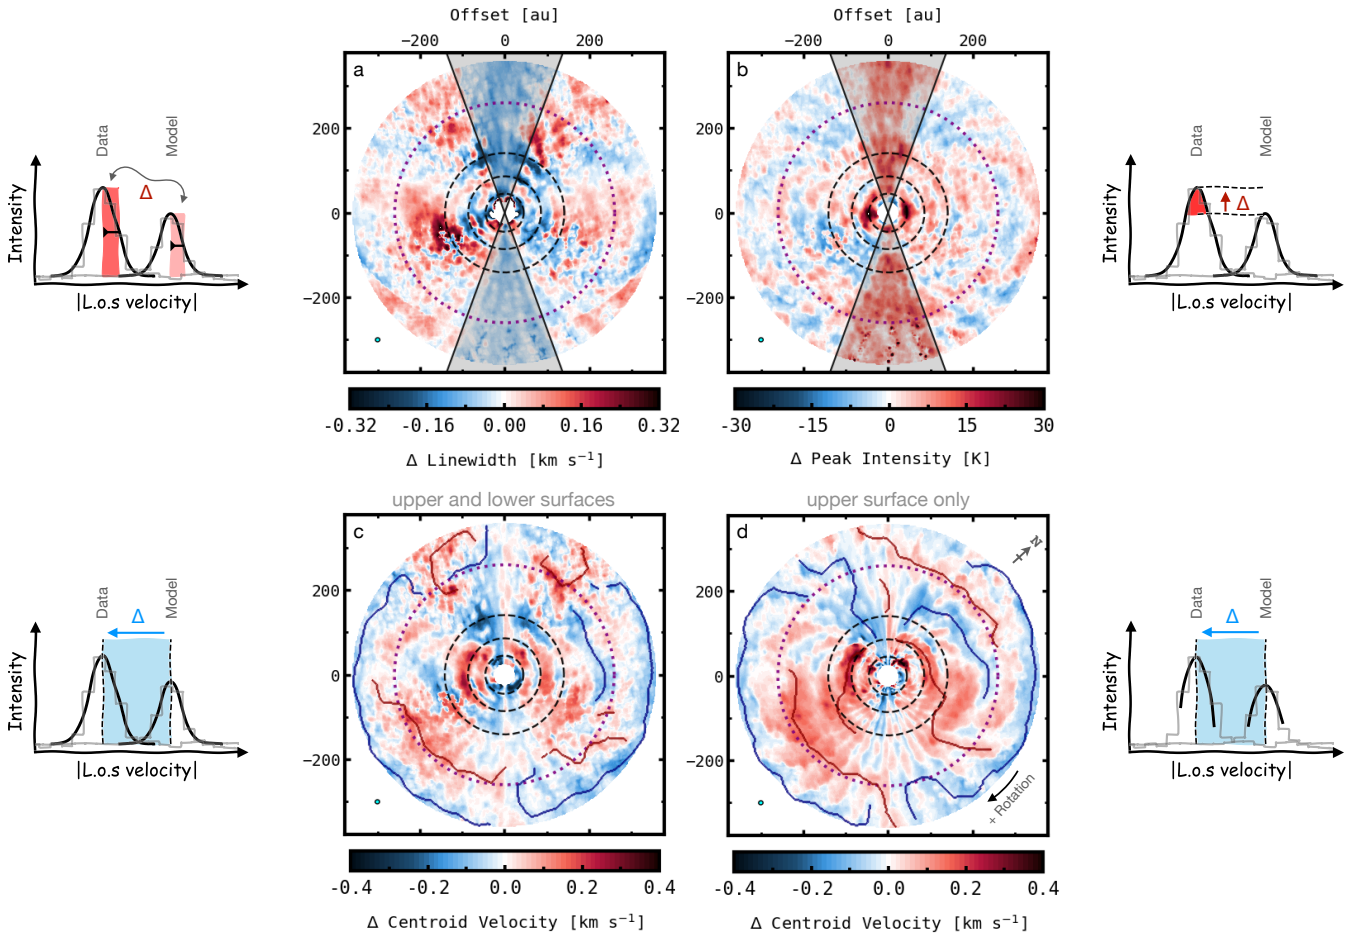 Offset [au]
Offset [au]
−200 0 200
−200 0 200
a
b
200
0
−200
200
0
−200
Data
Model
Δ
Intensity
|L.o.s velocity|
Data
Model
Δ
Intensity
|L.o.s velocity|
-0.32 -0.16 0.00 0.16 0.32
Δ Linewidth [km s⁻¹]
-30 -15 0 15 30
Δ Peak Intensity [K]
upper and lower surfaces
upper surface only
c
d
N
200
0
−200
200
0
−200
+ Rotation
Data
Model
Δ
Intensity
|L.o.s velocity|
Data
Model
Δ
Intensity
|L.o.s velocity|
-0.4 -0.2 0.0 0.2 0.4
Δ Centroid Velocity [km s⁻¹]
-0.4 -0.2 0.0 0.2 0.4
Δ Centroid Velocity [km s⁻¹]